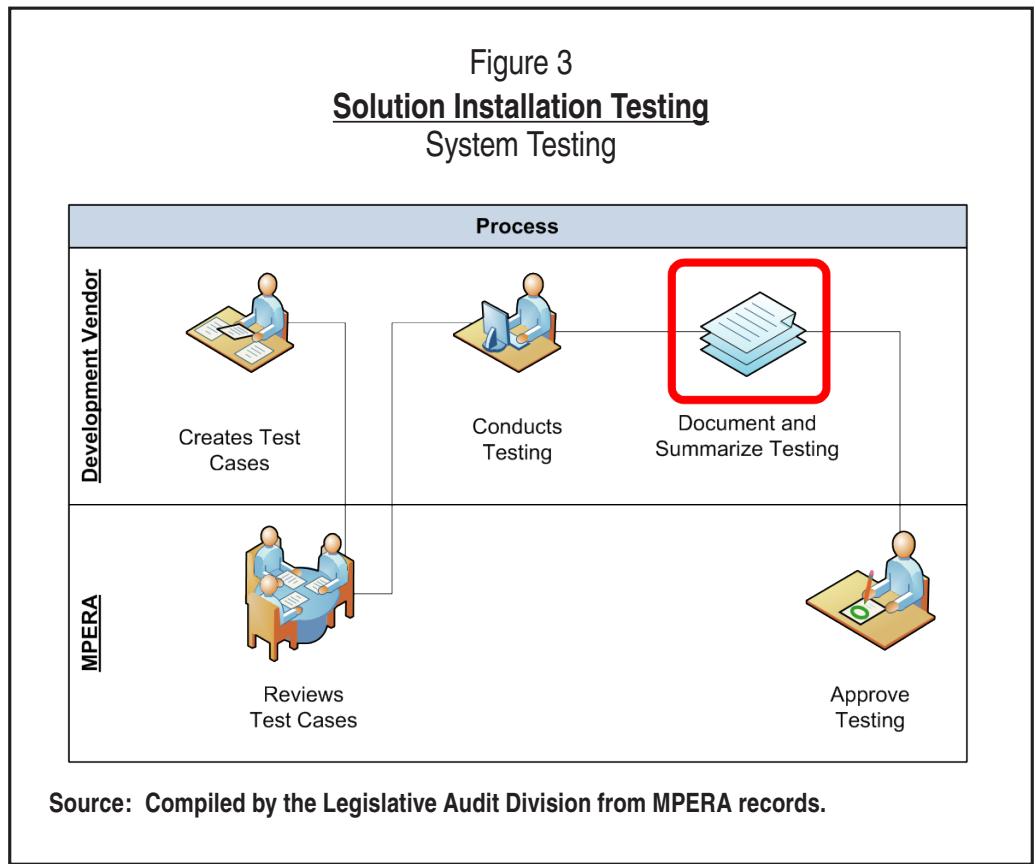 Figure 3
Solution Installation Testing
System Testing
Process
Development Vendor
Creates Test
Cases
Conducts
Testing
Document and
Summarize Testing
MPERA
Reviews
Test Cases
Approve
Testing
Source: Compiled by the Legislative Audit Division from MPERA records.